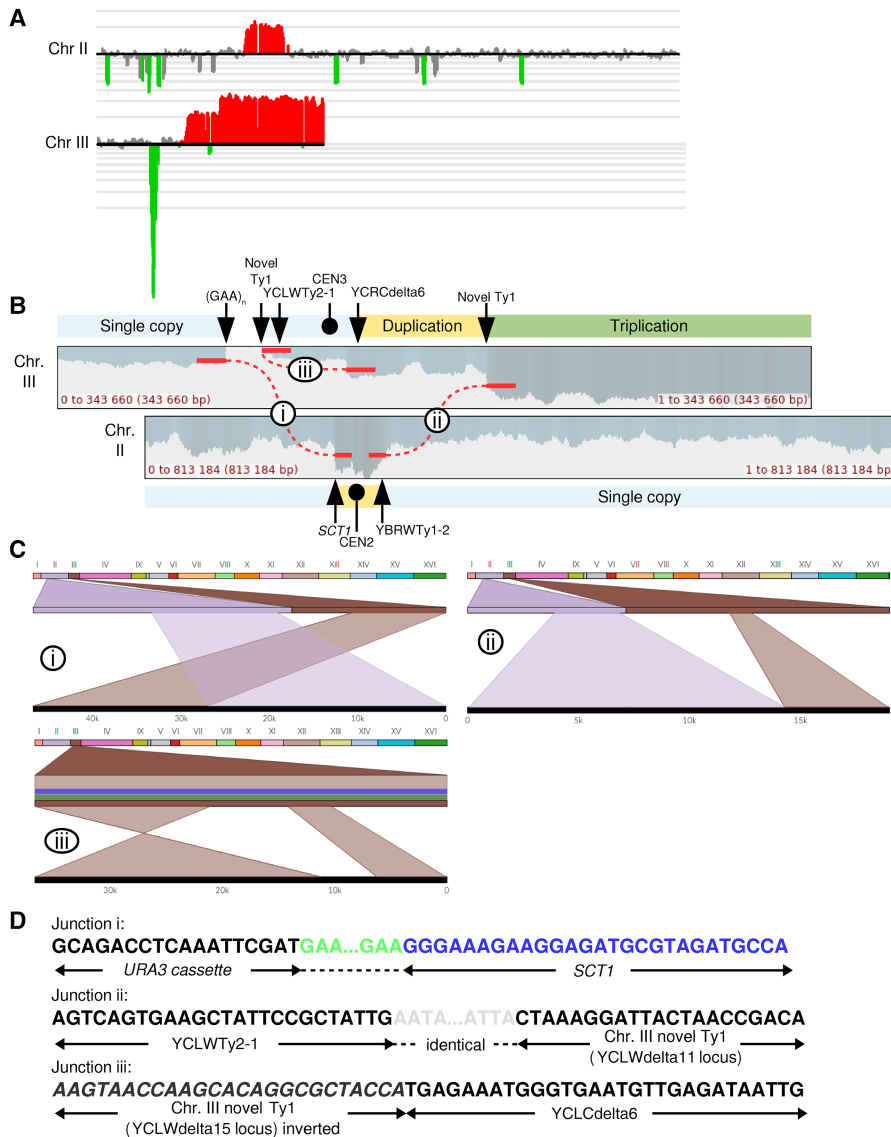 A
Chr II
Chr III
B
Novel
Ty1
(GAA)n
YCLWTy2-1
CEN3
YCRCdelta6
Novel Ty1
Single copy
Duplication
Triplication
Chr.
III
iii
0 to 343 660 (343 660 bp)
1 to 343 660 (343 660 bp)
i
ii
Chr.
II
0 to 813 184 (813 184 bp)
1 to 813 184 (813 184 bp)
Single copy
SCT1
CEN2
YBRWTy1-2
C
I II III IV IX V VI VII VIII X XI XII XIII XIV XV XVI
i
40k 30k 20k 10k 0
I II III IV IX V VI VII VIII X XI XII XIII XIV XV XVI
ii
0 5k 10k 15k
I II III IV IX V VI VII VIII X XI XII XIII XIV XV XVI
iii
30k 20k 10k 0
D
Junction i:
GCAGACCTCAAATTCGATGAA...GAAGGGAAAGAAGGAGATGCGTAGATGCCA
URA3 cassette
SCT1
Junction ii:
AGTCAGTGAAGCTATTCCGCTATTGAATA...ATTACTAAAGGATTACTAACCGACA
YCLWTy2-1
identical
Chr. III novel Ty1
(YCLWdelta11 locus)
Junction iii:
AAGTAACCAAGCACAGGCGCTACCATGAGAAATGGGTGAATGTTGAGATAATTG
Chr. III novel Ty1
(YCLWdelta15 locus) inverted
YCLCdelta6